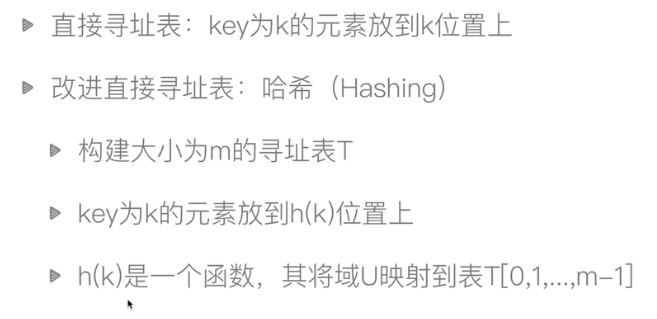 直接寻址表：key为k的元素放到k位置上
改进直接寻址表：哈希（Hashing）
构建大小为m的寻址表T
key为k的元素放到h(k)位置上
h(k)是一个函数，其将域U映射到表T[0,1,...,m-1]